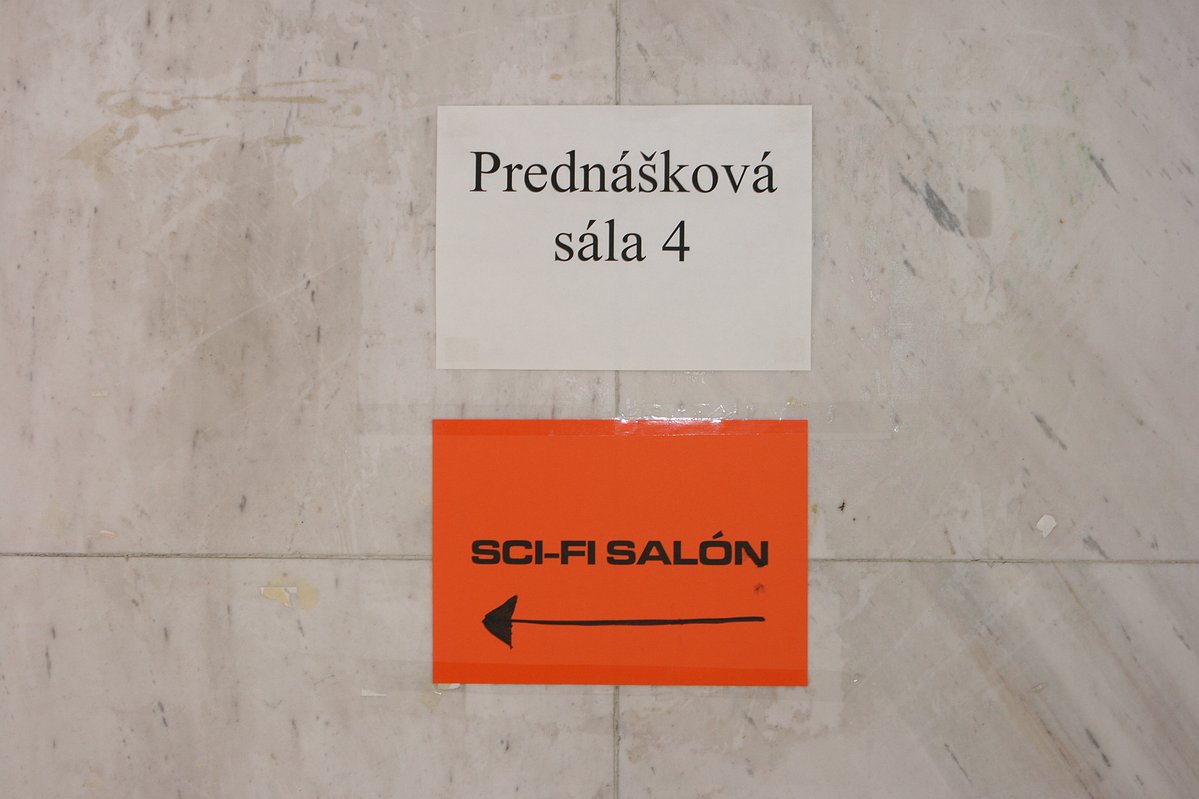 Prednášková
sála 4
SCI-FI SALÓN